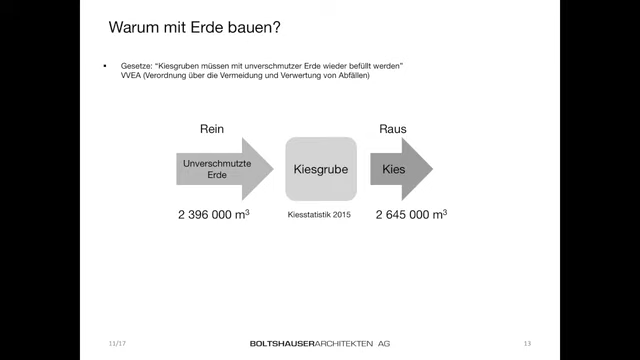 Warum mit Erde bauen?
▪ Gesetze: "Kiesgruben müssen mit unverschmutzer Erde wieder befüllt werden"
VVEA (Verordnung über die Vermeidung und Verwertung von Abfällen)
Rein
Raus
Unverschmutzte
Erde
Kiesgrube
Kies
2 396 000 m³
Kiesstatistik 2015
2 645 000 m³
11/17
BOLTSHAUSERARCHITEKTEN AG
13